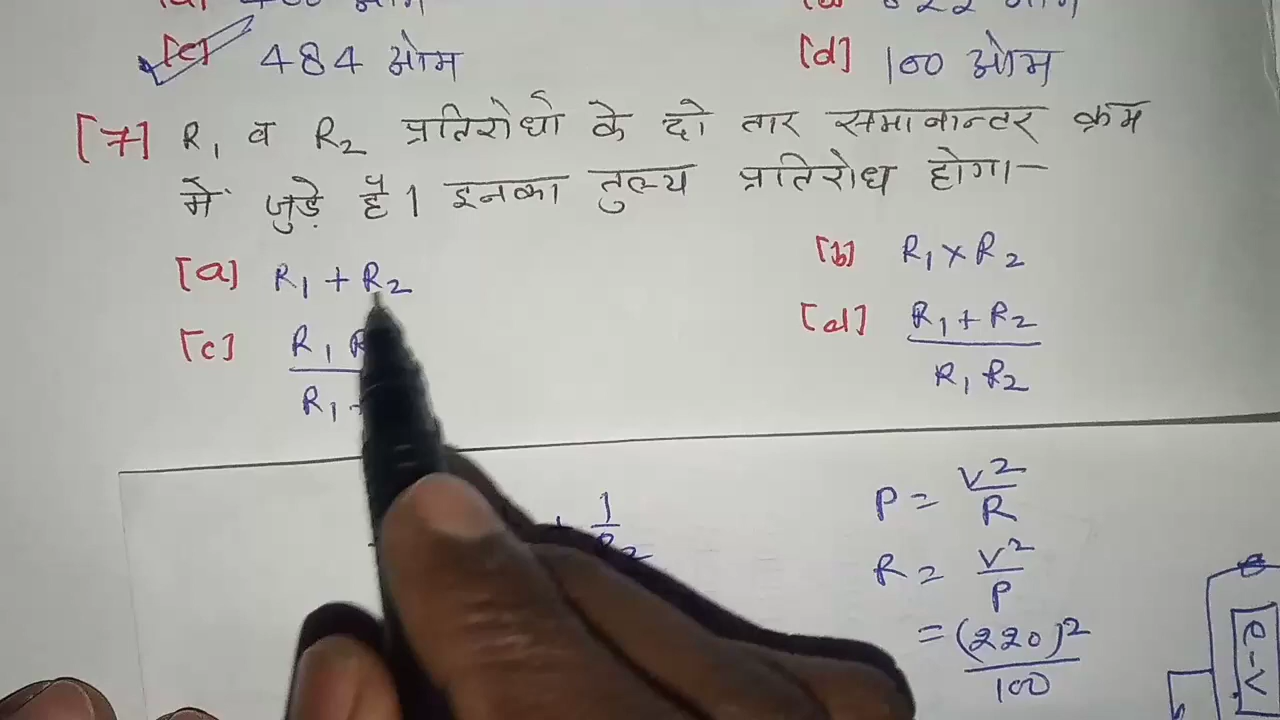 [c] 484 ओम [d] 100 ओम
[7] R₁ व R₂ प्रतिरोधो के दो तार समानान्तर क्रम
में जुड़े है। इनका तुल्य प्रतिरोध होगा।-
[a] R₁ + R₂ [b] R₁ × R₂
[c] R₁ R
R₁
[d] R₁ + R₂
R₁ R₂
1
P = V²
R
R = V²
P
= (220)²
100
e-v